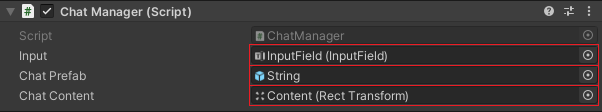 Chat Manager (Script)
Script ChatManager
Input InputField (InputField)
Chat Prefab String
Chat Content Content (Rect Transform)